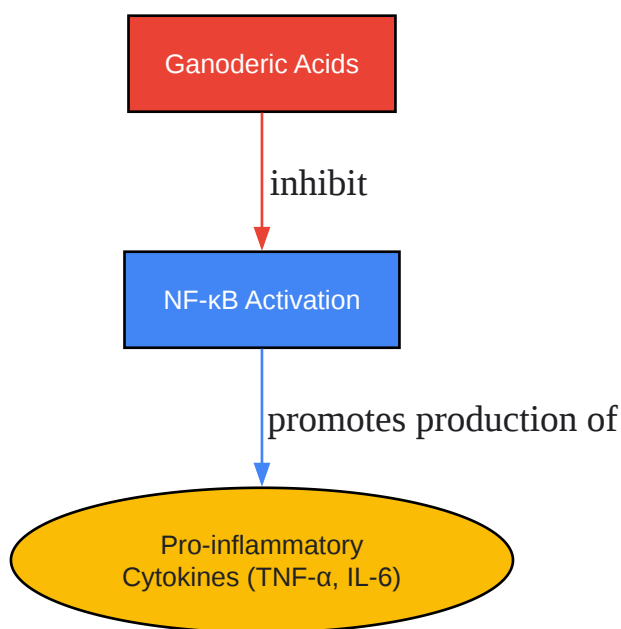 Ganoderic Acids
inhibit
NF-κB Activation
promotes production of
Pro-inflammatory
Cytokines (TNF-α, IL-6)